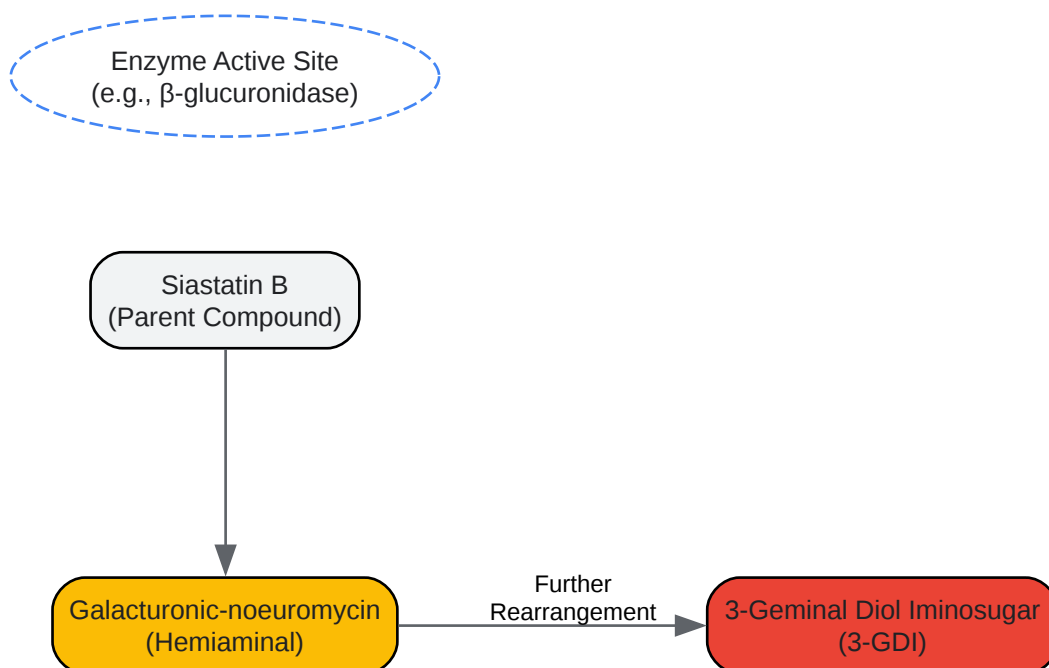 Enzyme Active Site
(e.g., β-glucuronidase)
Siastatin B
(Parent Compound)
Galacturonic-noeuromycin
(Hemiaminal)
Further
Rearrangement
3-Geminal Diol Iminosugar
(3-GDI)